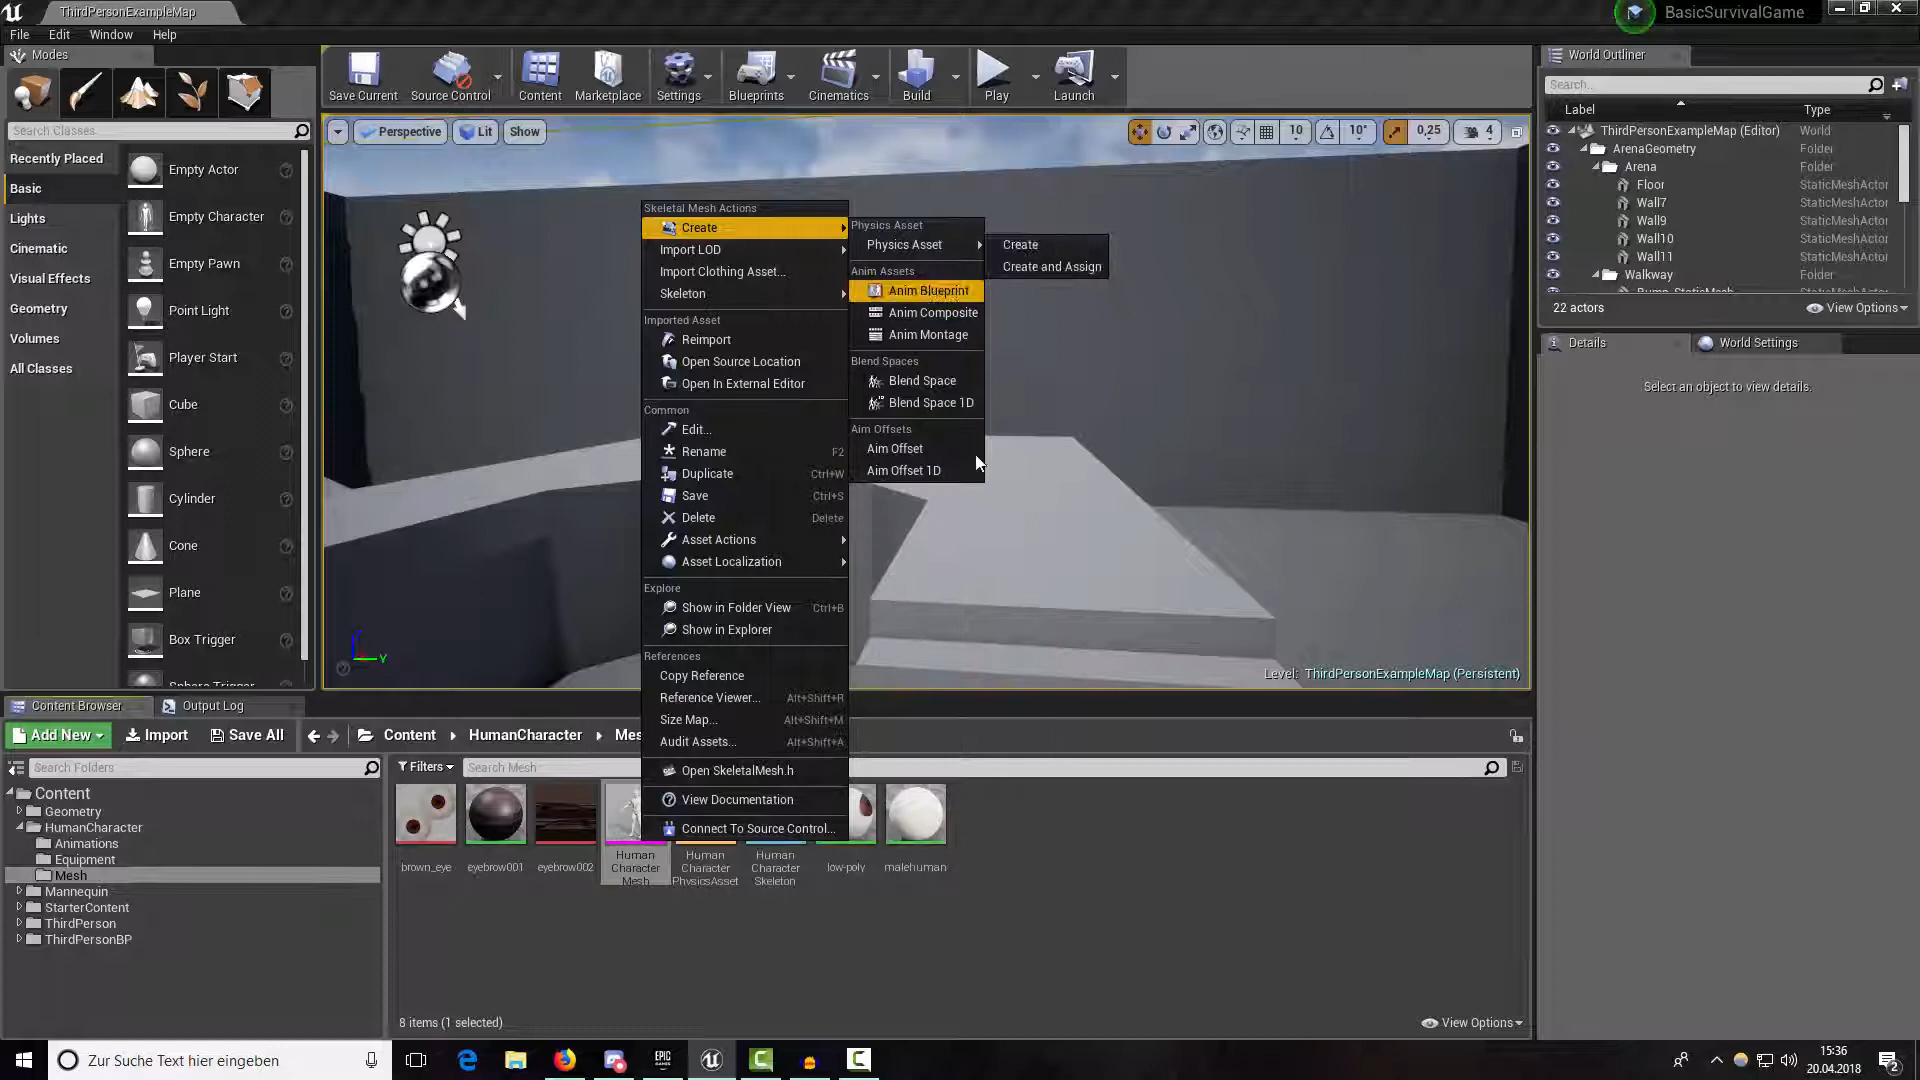 ThirdPersonExampleMap
BasicSurvivalGame
File Edit Window Help
Modes
Search Classes
Recently Placed
Basic
Lights
Cinematic
Visual Effects
Geometry
Volumes
All Classes
Empty Actor
Empty Character
Empty Pawn
Point Light
Player Start
Cube
Sphere
Cylinder
Cone
Plane
Box Trigger
Sphere Trigger
Save Current
Source Control
Content
Marketplace
Settings
Blueprints
Cinematics
Build
Play
Launch
Perspective
Lit
Show
10
10°
0,25
4
Skeletal Mesh Actions
Create
Import LOD
Import Clothing Asset...
Skeleton
Imported Asset
Reimport
Open Source Location
Open In External Editor
Common
Edit...
Rename F2
Duplicate Ctrl+W
Save Ctrl+S
Delete Delete
Asset Actions
Asset Localization
Explore
Show in Folder View Ctrl+B
Show in Explorer
References
Copy Reference
Reference Viewer... Alt+Shift+R
Size Map... Alt+Shift+M
Audit Assets... Alt+Shift+A
Open SkeletalMesh.h
View Documentation
Connect To Source Control...
Physics Asset
Physics Asset
Anim Assets
Anim Blueprint
Anim Composite
Anim Montage
Blend Spaces
Blend Space
Blend Space 1D
Aim Offsets
Aim Offset
Aim Offset 1D
Create
Create and Assign
Y
Level: ThirdPersonExampleMap (Persistent)
World Outliner
Search...
Label Type
ThirdPersonExampleMap (Editor) World
ArenaGeometry Folder
Arena Folder
Floor StaticMeshActor
Wall7 StaticMeshActor
Wall9 StaticMeshActor
Wall10 StaticMeshActor
Wall11 StaticMeshActor
Walkway Folder
Bump_StaticMesh
22 actors
View Options
Details
World Settings
Select an object to view details.
Content Browser
Output Log
Add New
Import
Save All
Content
HumanCharacter
Mes
Search Folders
Filters
Search Mesh
Content
Geometry
HumanCharacter
Animations
Equipment
Mesh
Mannequin
StarterContent
ThirdPerson
ThirdPersonBP
brown_eye
eyebrow001
eyebrow002
Human
Character
Mesh
Human
Character
PhysicsAsset
Human
Character
Skeleton
low-poly
malehuman
8 items (1 selected)
View Options
Zur Suche Text hier eingeben
EPIC
GAMES
15:36
20.04.2018
2